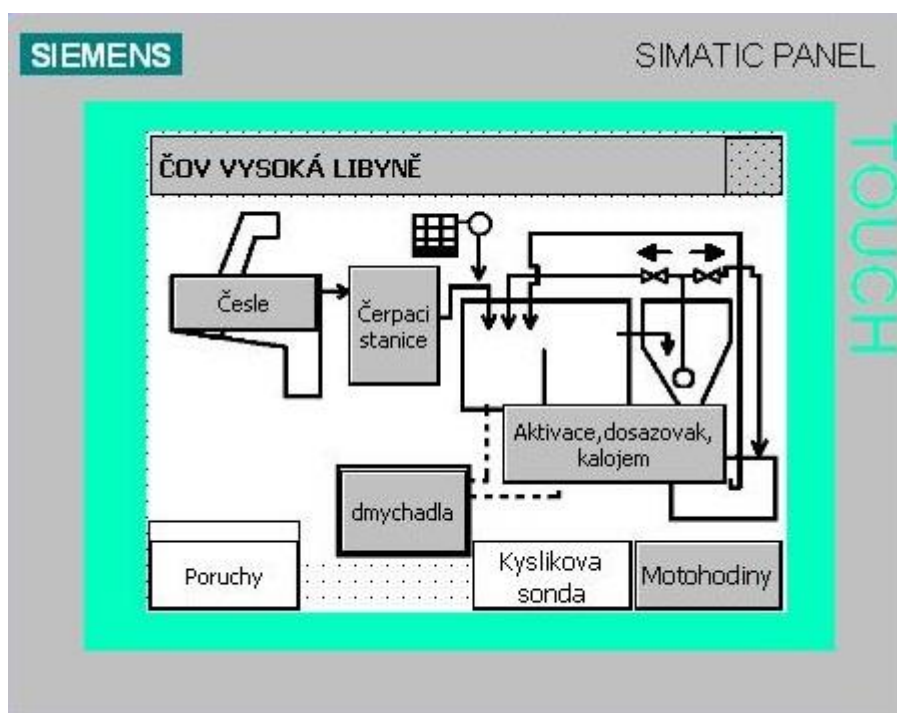 SIEMENS
SIMATIC PANEL
TOUCH
ČOV VYSOKÁ LIBYNĚ
Česle
Čerpaci
stanice
Aktivace,dosazovak,
kalojem
dmychadla
Poruchy
Kyslikova
sonda
Motohodiny